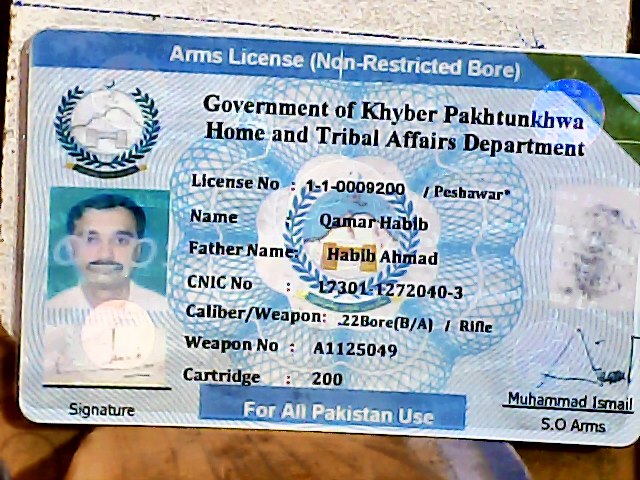 Arms License (Non-Restricted Bore)
Government of Khyber Pakhtunkhwa
Home and Tribal Affairs Department
License No : 1-1-0009200 / Peshawar*
Name : Qamar Habib
Father Name: Habib Ahmad
CNIC No : 17301-1272040-3
Caliber/Weapon: .22Bore(B/A) / Rifle
Weapon No : A1125049
Cartridge : 200
Signature
For All Pakistan Use
Muhammad Ismail
S.O Arms